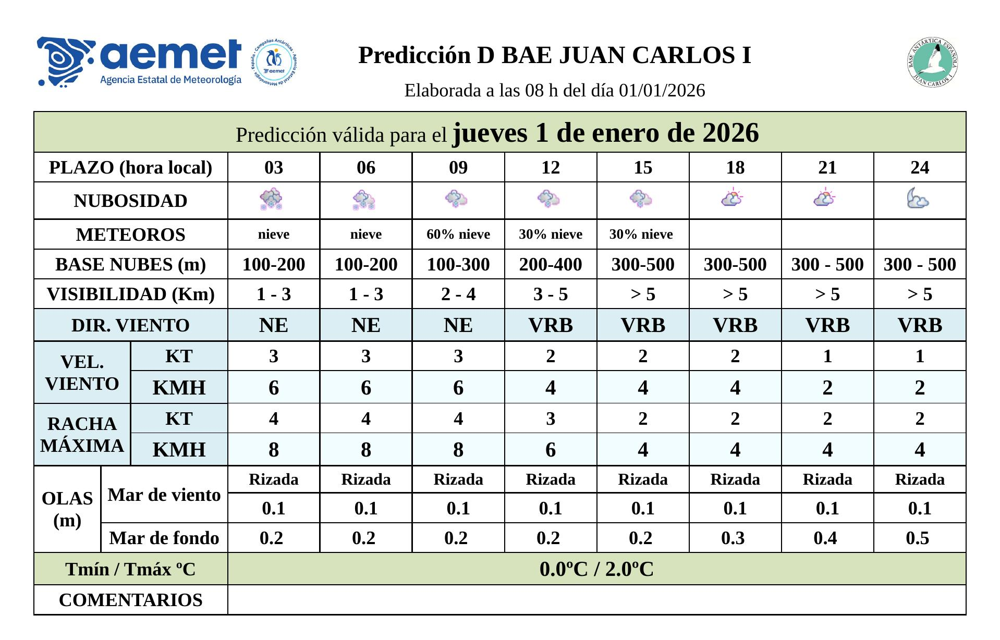 aemet
Agencia Estatal de Meteorología
Campañas Antárticas · Agencia Estatal de Meteorología · España ·
aemet
Predicción D BAE JUAN CARLOS I
Elaborada a las 08 h del día 01/01/2026
BASE ANTÁRTICA ESPAÑOLA
JUAN CARLOS I
Predicción válida para el jueves 1 de enero de 2026
PLAZO (hora local) 03 06 09 12 15 18 21 24
NUBOSIDAD
METEOROS nieve nieve 60% nieve 30% nieve 30% nieve
BASE NUBES (m) 100-200 100-200 100-300 200-400 300-500 300-500 300 - 500 300 - 500
VISIBILIDAD (Km) 1 - 3 1 - 3 2 - 4 3 - 5 > 5 > 5 > 5 > 5
DIR. VIENTO NE NE NE VRB VRB VRB VRB VRB
VEL.
VIENTO
KT 3 3 3 2 2 2 1 1
KMH 6 6 6 4 4 4 2 2
RACHA
MÁXIMA
KT 4 4 4 3 2 2 2 2
KMH 8 8 8 6 4 4 4 4
OLAS
(m)
Mar de viento
Rizada Rizada Rizada Rizada Rizada Rizada Rizada Rizada
0.1 0.1 0.1 0.1 0.1 0.1 0.1 0.1
Mar de fondo 0.2 0.2 0.2 0.2 0.2 0.3 0.4 0.5
Tmín / Tmáx ºC 0.0ºC / 2.0ºC
COMENTARIOS